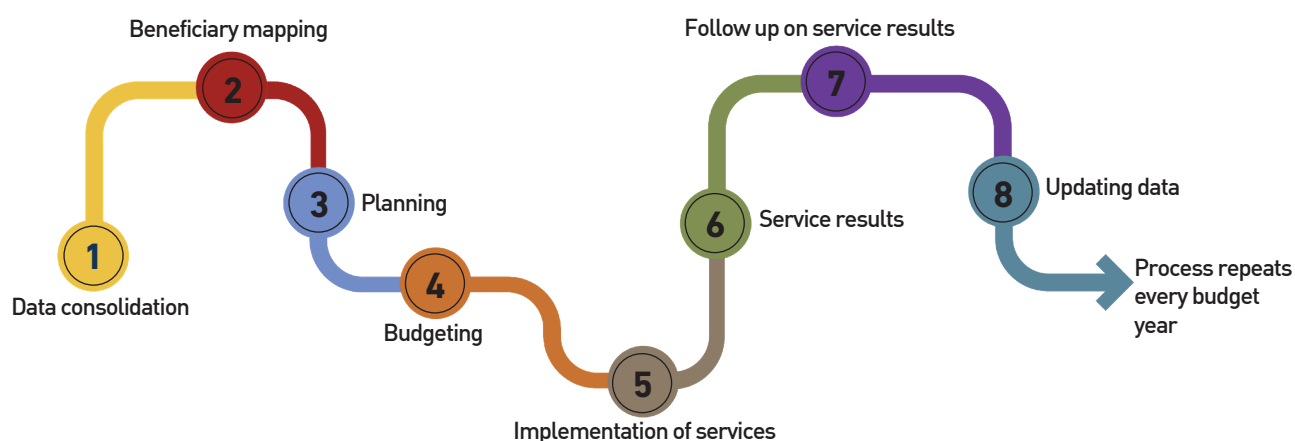 1
Data consolidation
2
Beneficiary mapping
3
Planning
4
Budgeting
5
Implementation of services
6
Service results
7
Follow up on service results
8
Updating data
Process repeats
every budget
year